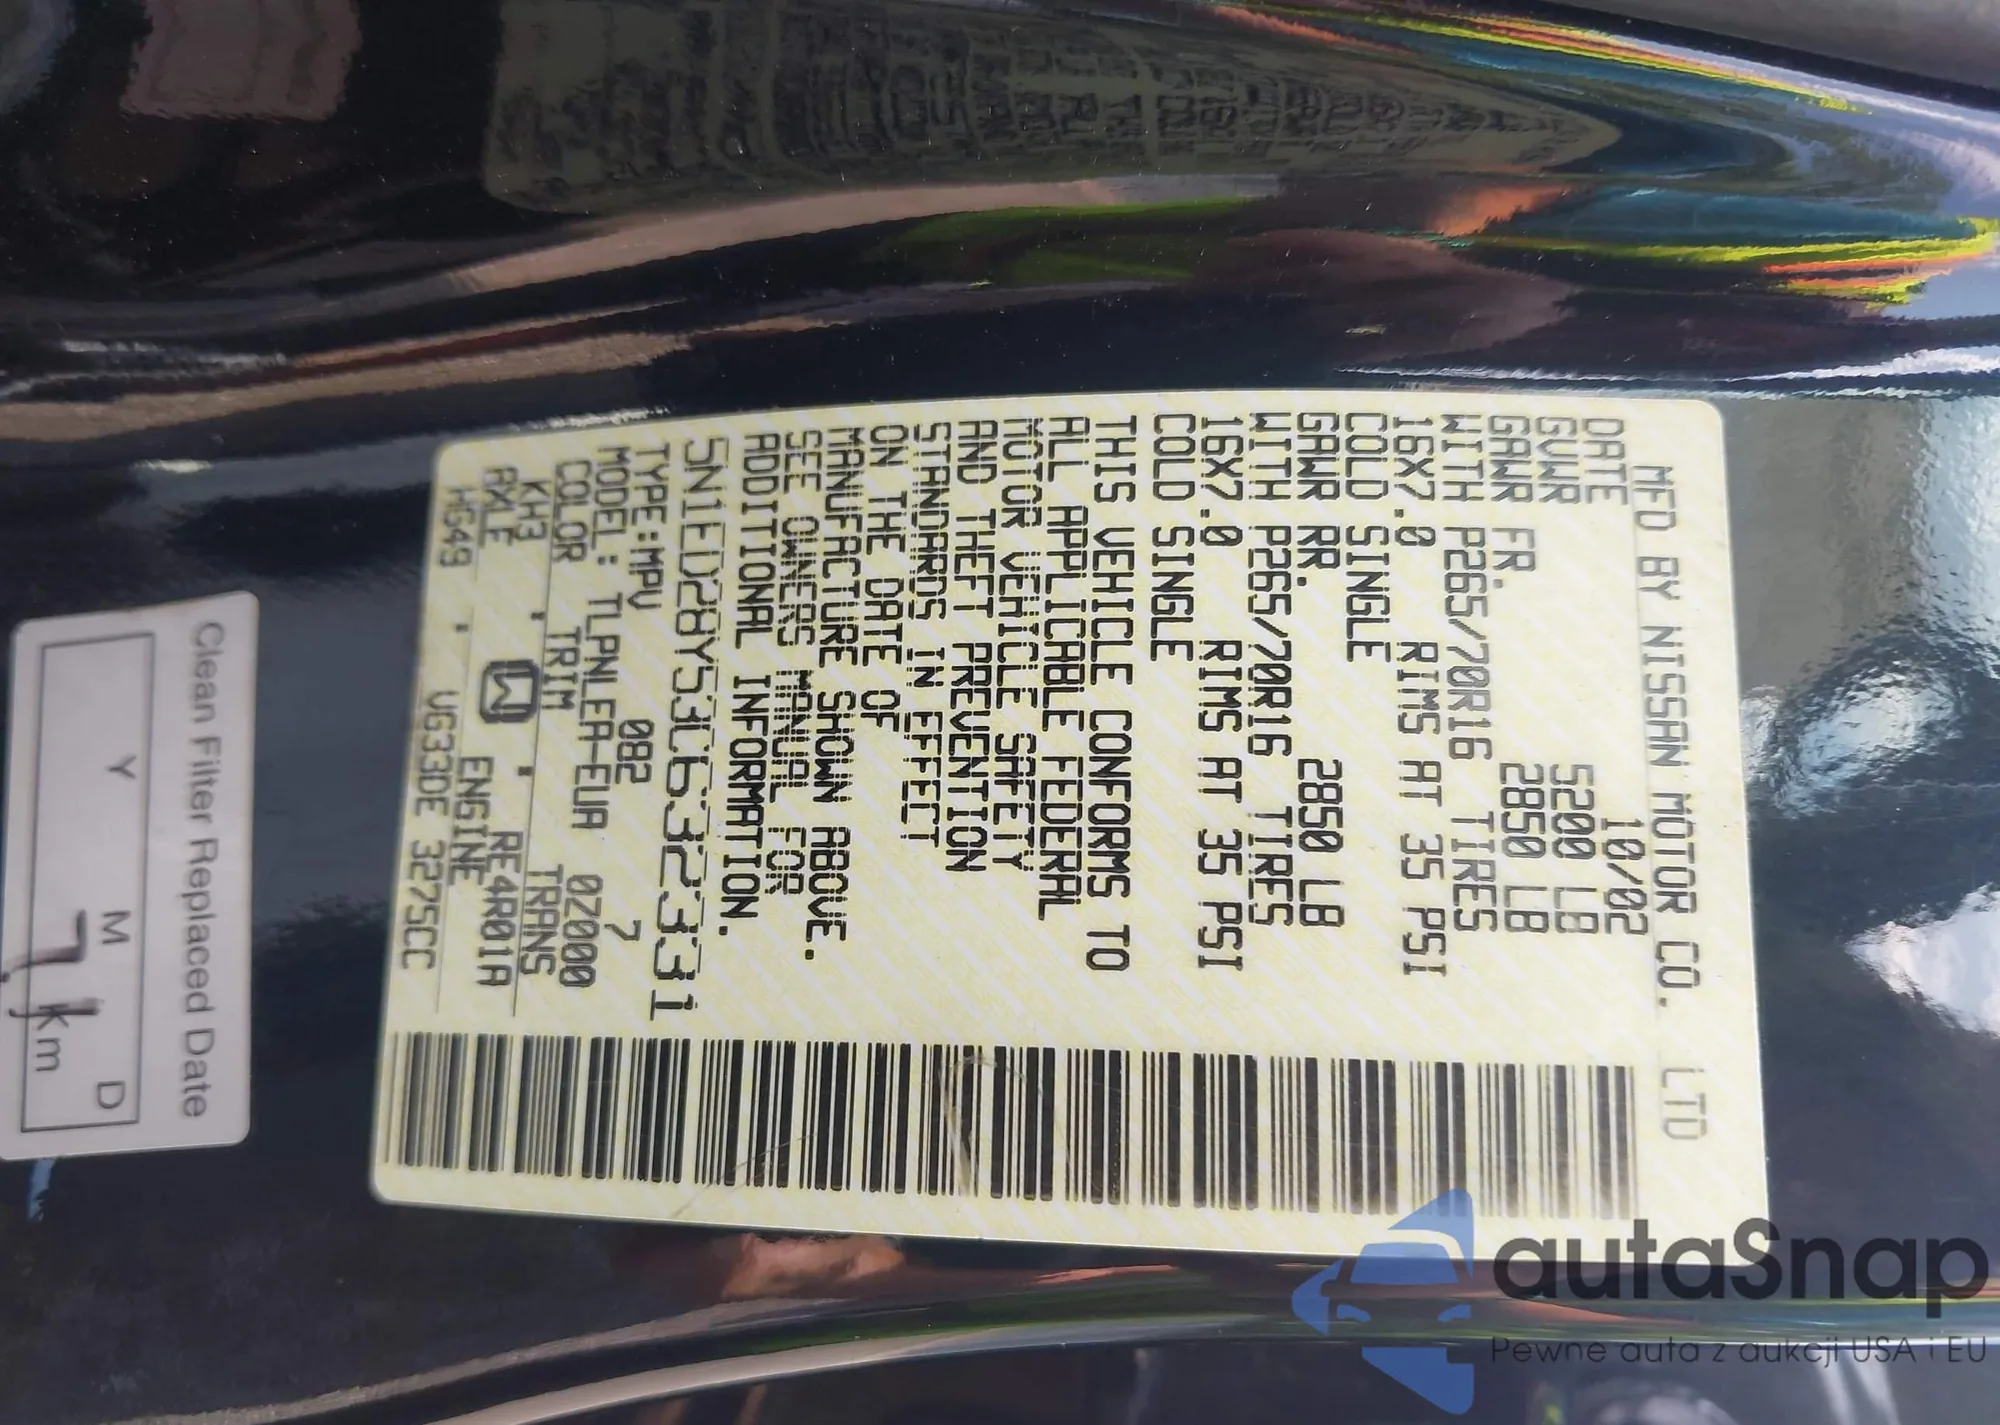 MFD BY NISSAN MOTOR CO. LTD
DATE 10/02
GVWR 5200 LB
GAWR FR. 2850 LB
WITH P265/70R16 TIRES
16X7.0 RIMS AT 35 PSI
COLD SINGLE
GAWR RR. 2850 LB
WITH P265/70R16 TIRES
16X7.0 RIMS AT 35 PSI
COLD SINGLE
THIS VEHICLE CONFORMS TO
ALL APPLICABLE FEDERAL
MOTOR VEHICLE SAFETY
AND THEFT PREVENTION
STANDARDS IN EFFECT
ON THE DATE OF
MANUFACTURE SHOWN ABOVE.
SEE OWNERS MANUAL FOR
ADDITIONAL INFORMATION.
5N1ED28Y53C632331
TYPE:MPV 082 7
MODEL: TLPNLEA-EUA 0Z000
COLOR TRIM TRANS
KH3 W RE4R01A
AXLE ENGINE
HG49 VG33DE 3275CC
Clean Filter Replaced Date
Y M D
km
autaSnap
Pewne auta z aukcji USA i EU